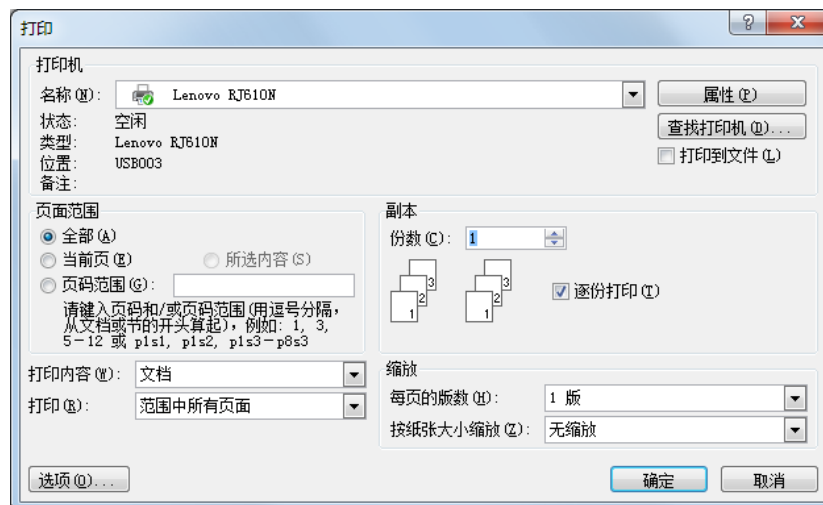 打印
打印机
名称(N): Lenovo RJ610N 属性(P)
状态: 空闲 查找打印机(D)...
类型: Lenovo RJ610N
位置: USB003 打印到文件(L)
备注:
页面范围
全部(A)
当前页(E) 所选内容(S)
页码范围(G):
请键入页码和/或页码范围(用逗号分隔，
从文档或节的开头算起)，例如: 1, 3,
5-12 或 p1s1, p1s2, p1s3-p8s3
副本
份数(C): 1
3 3
2 2
1 1
逐份打印(T)
打印内容(W): 文档
打印(R): 范围中所有页面
缩放
每页的版数(H): 1 版
按纸张大小缩放(Z): 无缩放
选项(O)... 确定 取消